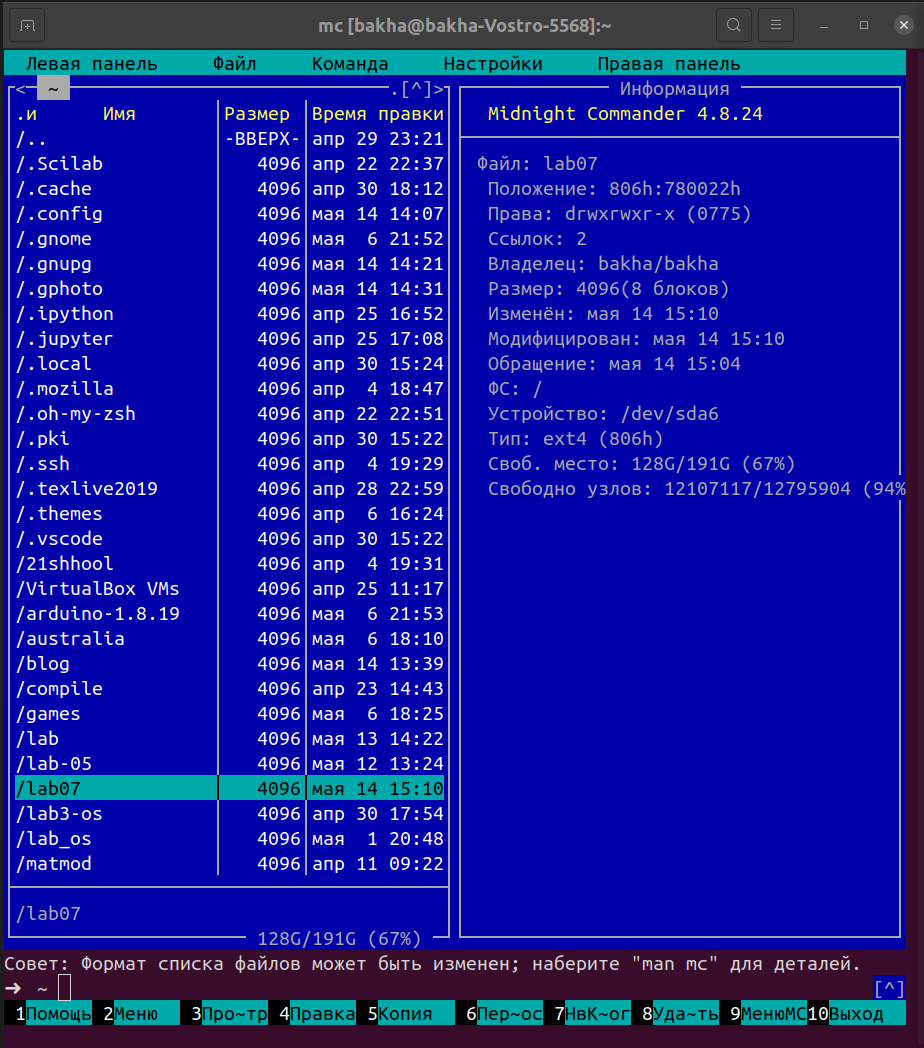 mc [bakha@bakha-Vostro-5568]:~
Левая панель Файл Команда Настройки Правая панель
<- ~ .[^]>
.и Имя Размер Время правки
/.. -ВВЕРХ- апр 29 23:21
/.Scilab 4096 апр 22 22:37
/.cache 4096 апр 30 18:12
/.config 4096 мая 14 14:07
/.gnome 4096 мая 6 21:52
/.gnupg 4096 мая 14 14:21
/.gphoto 4096 мая 14 14:31
/.ipython 4096 апр 25 16:52
/.jupyter 4096 апр 25 17:08
/.local 4096 апр 30 15:24
/.mozilla 4096 апр 4 18:47
/.oh-my-zsh 4096 апр 22 22:51
/.pki 4096 апр 30 15:22
/.ssh 4096 апр 4 19:29
/.texlive2019 4096 апр 28 22:59
/.themes 4096 апр 6 16:24
/.vscode 4096 апр 30 15:22
/21shhool 4096 апр 4 19:31
/VirtualBox VMs 4096 апр 25 11:17
/arduino-1.8.19 4096 мая 6 21:53
/australia 4096 мая 6 18:10
/blog 4096 мая 14 13:39
/compile 4096 апр 23 14:43
/games 4096 мая 6 18:25
/lab 4096 мая 13 14:22
/lab-05 4096 мая 12 13:24
/lab07 4096 мая 14 15:10
/lab3-os 4096 апр 30 17:54
/lab_os 4096 мая 1 20:48
/matmod 4096 апр 11 09:22
/lab07
128G/191G (67%)
Информация
Midnight Commander 4.8.24
Файл: lab07
Положение: 806h:780022h
Права: drwxrwxr-x (0775)
Ссылок: 2
Владелец: bakha/bakha
Размер: 4096(8 блоков)
Изменён: мая 14 15:10
Модифицирован: мая 14 15:10
Обращение: мая 14 15:04
ФС: /
Устройство: /dev/sda6
Тип: ext4 (806h)
Своб. место: 128G/191G (67%)
Свободно узлов: 12107117/12795904 (94%
Совет: Формат списка файлов может быть изменен; наберите "man mc" для деталей.
➜ ~ [^]
1Помощь 2Меню 3Про~тр 4Правка 5Копия 6Пер~ос 7НвК~ог 8Уда~ть 9МенюMC 10Выход